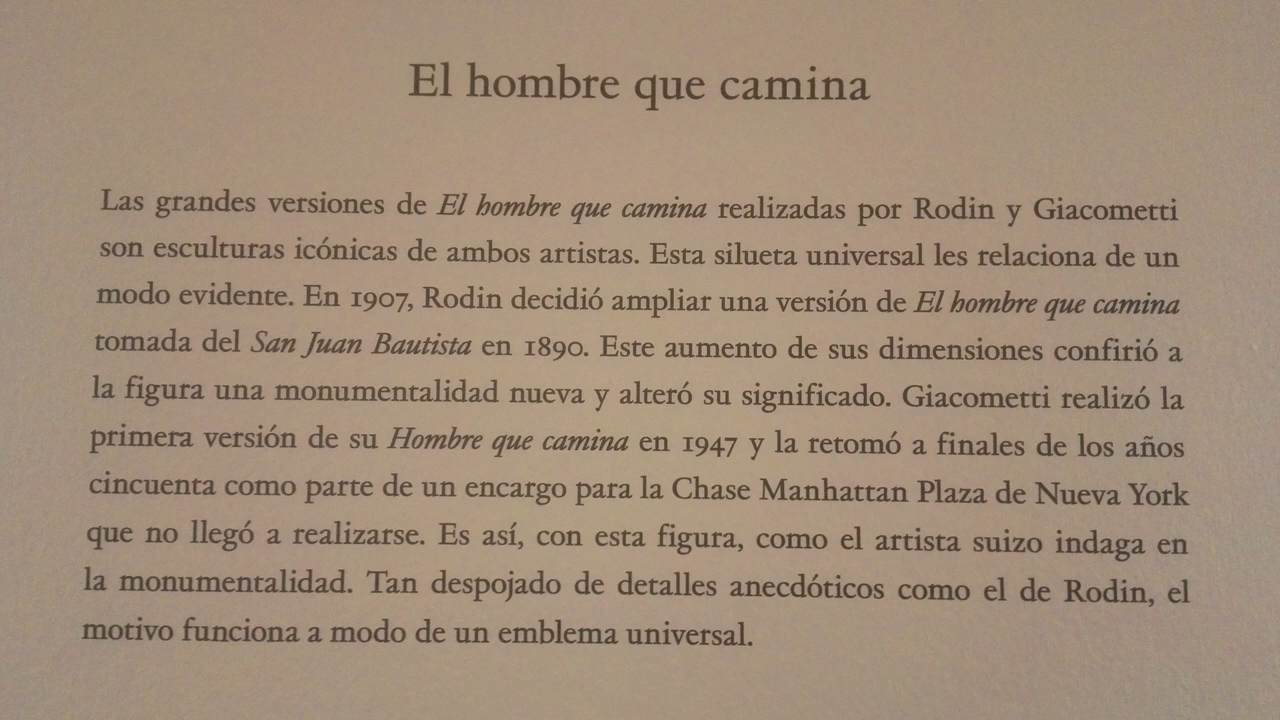 El hombre que camina
Las grandes versiones de El hombre que camina realizadas por Rodin y Giacometti
son esculturas icónicas de ambos artistas. Esta silueta universal les relaciona de un
modo evidente. En 1907, Rodin decidió ampliar una versión de El hombre que camina
tomada del San Juan Bautista en 1890. Este aumento de sus dimensiones confirió a
la figura una monumentalidad nueva y alteró su significado. Giacometti realizó la
primera versión de su Hombre que camina en 1947 y la retomó a finales de los años
cincuenta como parte de un encargo para la Chase Manhattan Plaza de Nueva York
que no llegó a realizarse. Es así, con esta figura, como el artista suizo indaga en
la monumentalidad. Tan despojado de detalles anecdóticos como el de Rodin, el
motivo funciona a modo de un emblema universal.